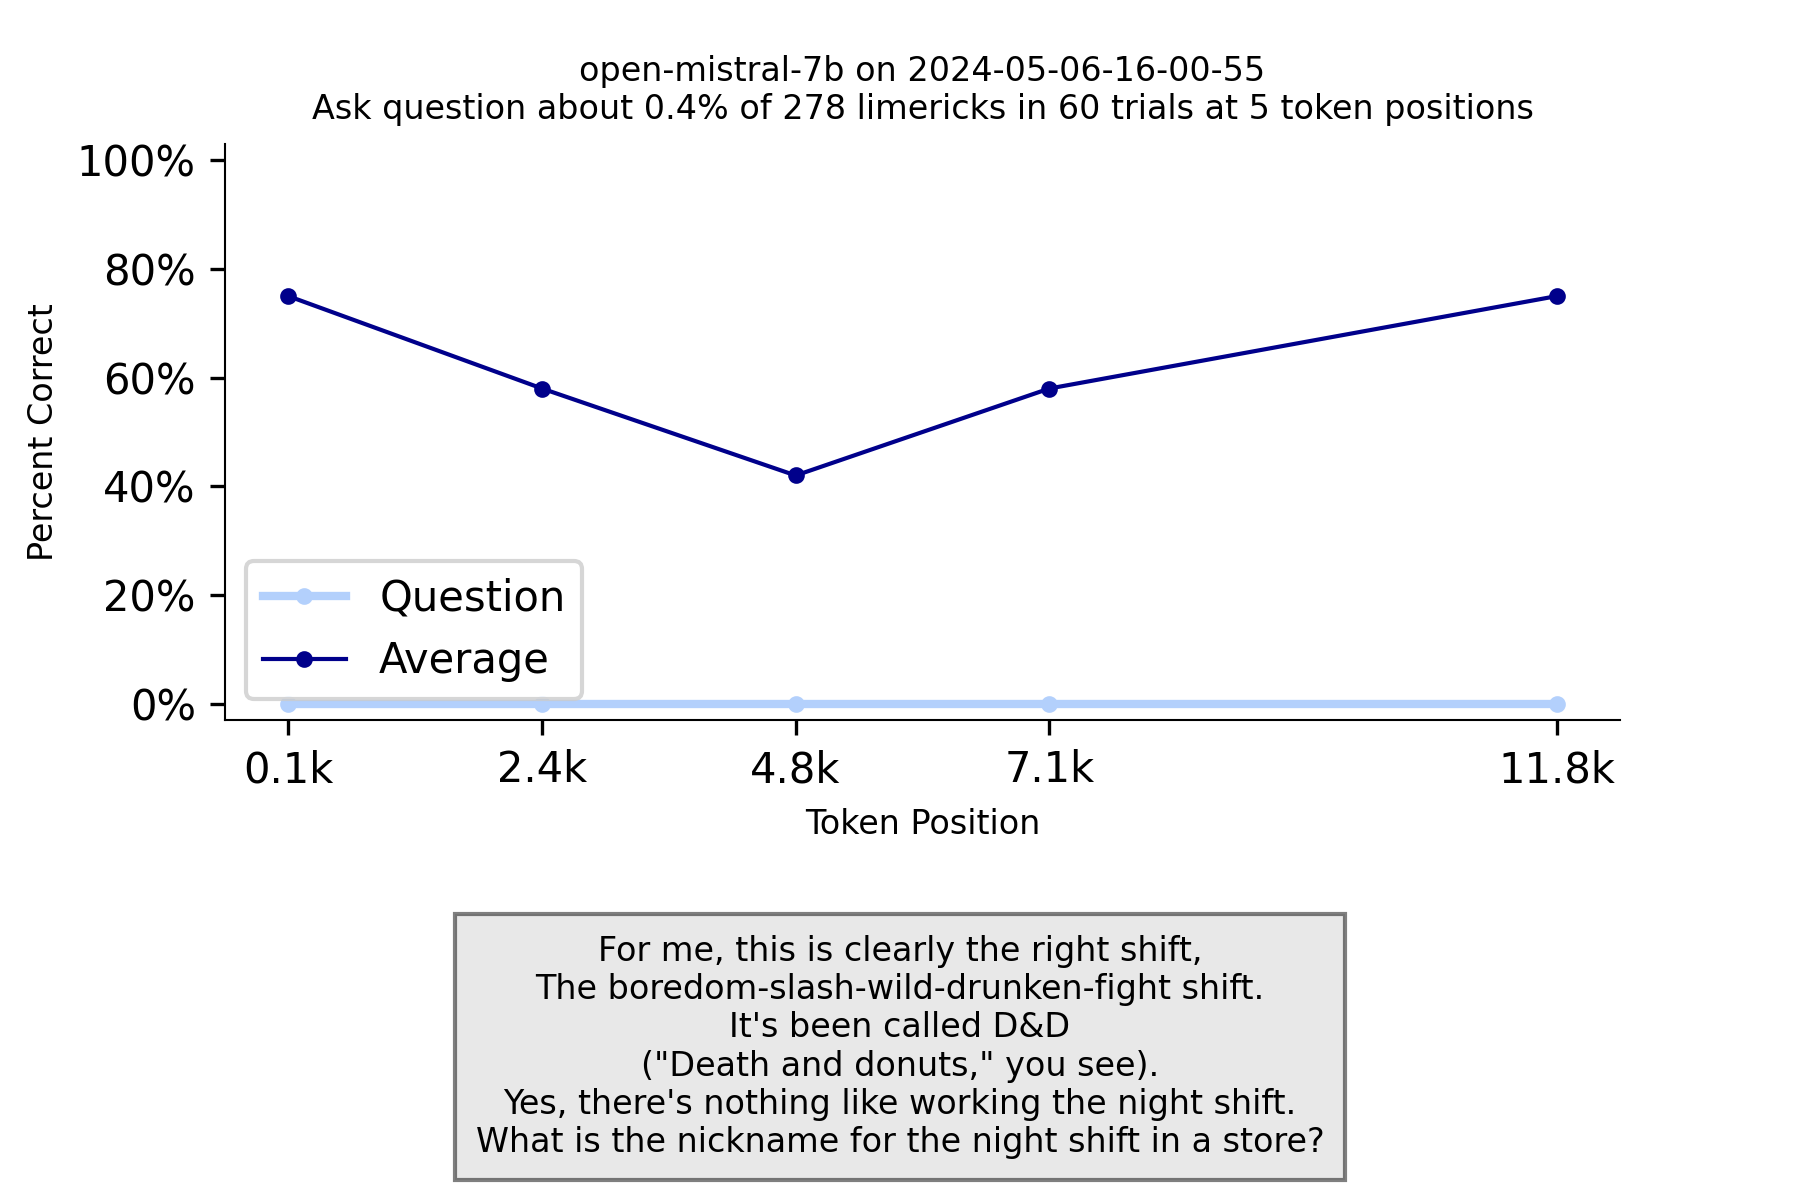 open-mistral-7b on 2024-05-06-16-00-55
Ask question about 0.4% of 278 limericks in 60 trials at 5 token positions
100%
80%
60%
40%
20%
0%
Percent Correct
Question
Average
0.1k
2.4k
4.8k
7.1k
11.8k
Token Position
For me, this is clearly the right shift,
The boredom-slash-wild-drunken-fight shift.
It's been called D&D
("Death and donuts," you see).
Yes, there's nothing like working the night shift.
What is the nickname for the night shift in a store?